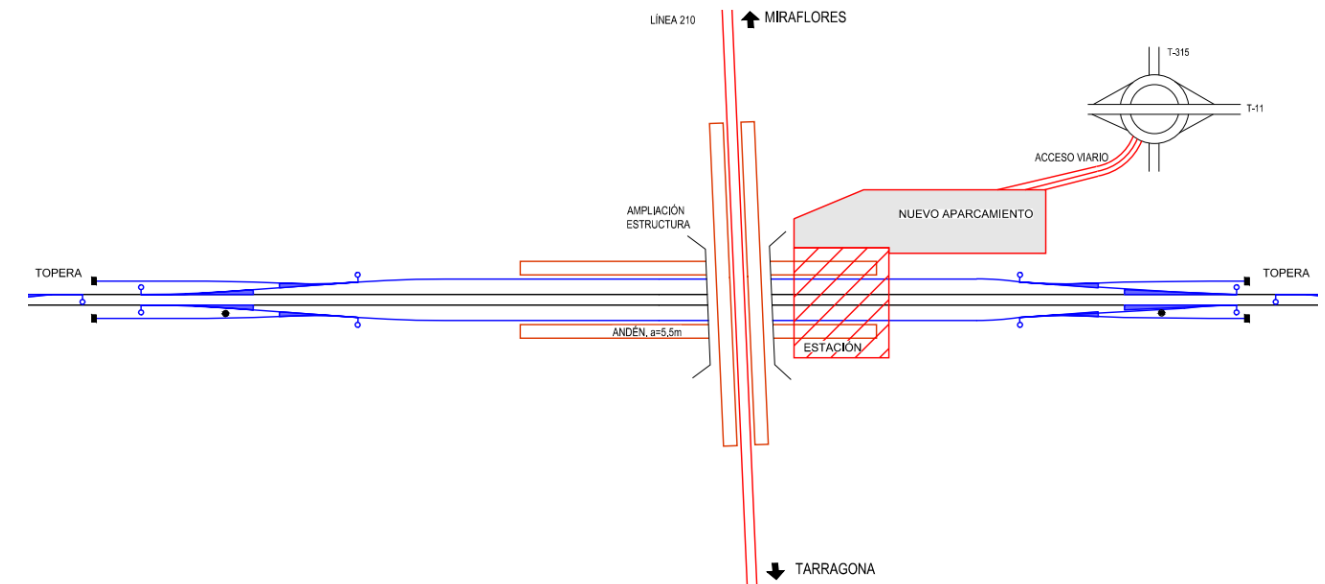 LÍNEA 210
MIRAFLORES
T-315
T-11
ACCESO VIARIO
AMPLIACIÓN
ESTRUCTURA
NUEVO APARCAMIENTO
TOPERA
TOPERA
ANDÉN, a=5,5m
ESTACIÓN
TARRAGONA